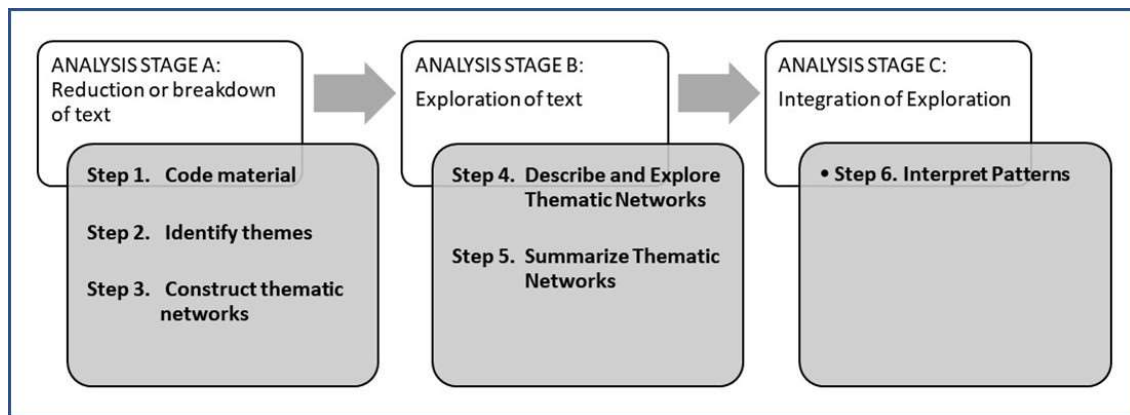 ANALYSIS STAGE A:
Reduction or breakdown
of text
Step 1. Code material
Step 2. Identify themes
Step 3. Construct thematic
networks
ANALYSIS STAGE B:
Exploration of text
Step 4. Describe and Explore
Thematic Networks
Step 5. Summarize Thematic
Networks
ANALYSIS STAGE C:
Integration of Exploration
• Step 6. Interpret Patterns